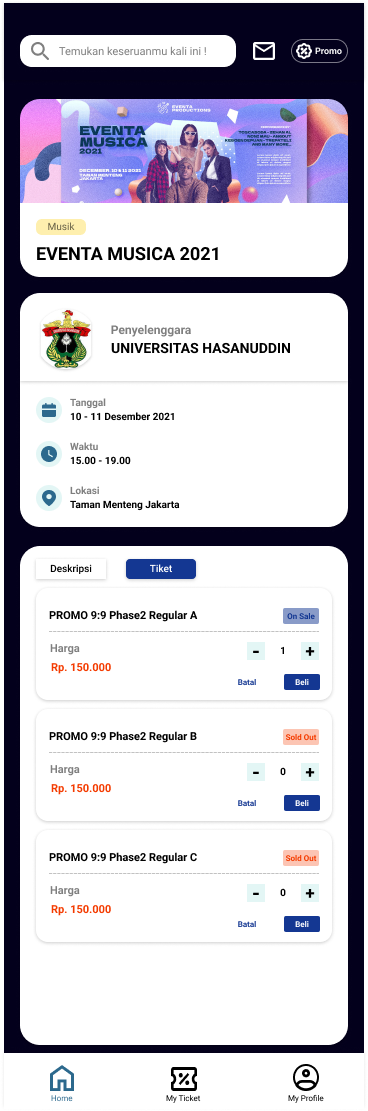 Temukan keseruanmu kali ini !
Promo
EVENTA
PRODUCTIONS
EVENTA
MUSICA
2021
DECEMBER, 10 & 11 2021
TAMAN MENTENG
JAKARTA
AND MANY MORE...
Musik
EVENTA MUSICA 2021
Penyelenggara
UNIVERSITAS HASANUDDIN
Tanggal
10 - 11 Desember 2021
Waktu
15.00 - 19.00
Lokasi
Taman Menteng Jakarta
Deskripsi
Tiket
PROMO 9:9 Phase2 Regular A
On Sale
Harga
- 1 +
Rp. 150.000
Batal
Beli
PROMO 9:9 Phase2 Regular B
Sold Out
Harga
- 0 +
Rp. 150.000
Batal
Beli
PROMO 9:9 Phase2 Regular C
Sold Out
Harga
- 0 +
Rp. 150.000
Batal
Beli
Home
My Ticket
My Profile